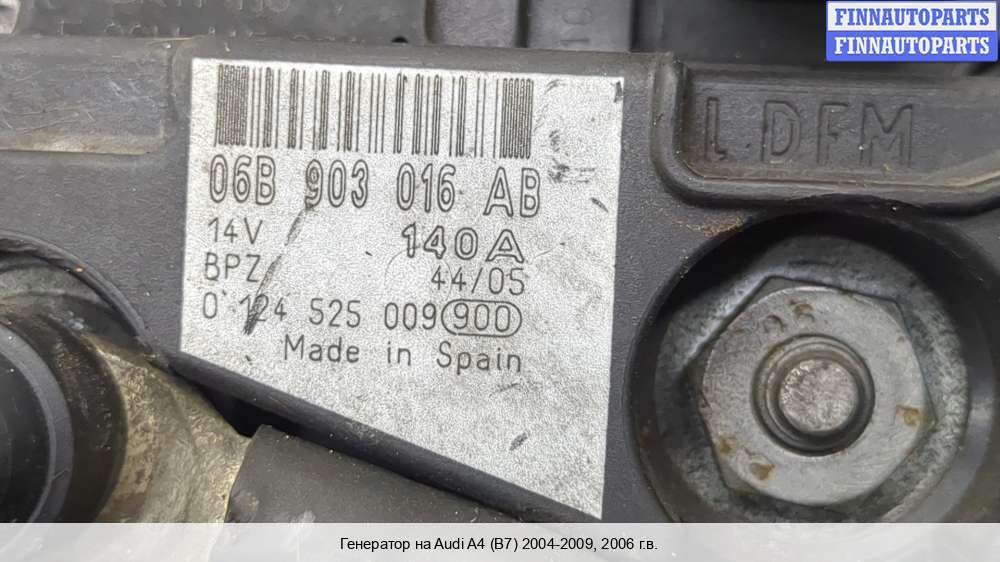 FINNAUTOPARTS
FINNAUTOPARTS
L DFM
06B 903 016 AB
14V 140A
BPZ 44/05
0 124 525 009 900
Made in Spain
Генератор на Audi A4 (B7) 2004-2009, 2006 г.в.